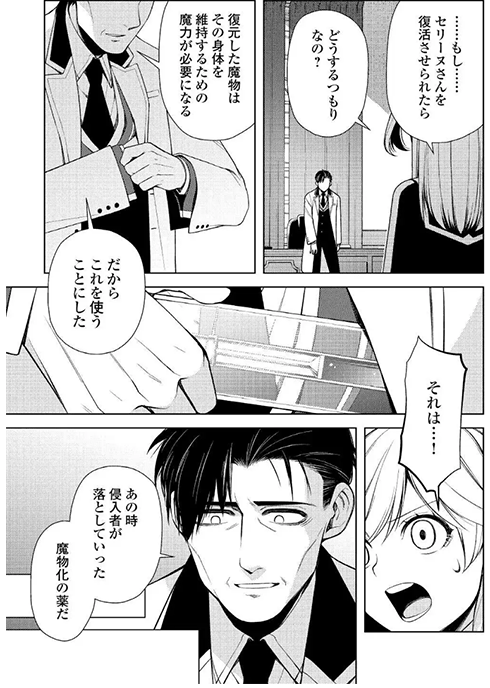 ……もし……
セリーヌさんを
復活させられたら
どうするつもり
なの？
復元した魔物は
その身体を
維持するための
魔力が必要になる
だから
これを使う
ことにした
それは…！
あの時
侵入者が
落としていった
魔物化の薬だ